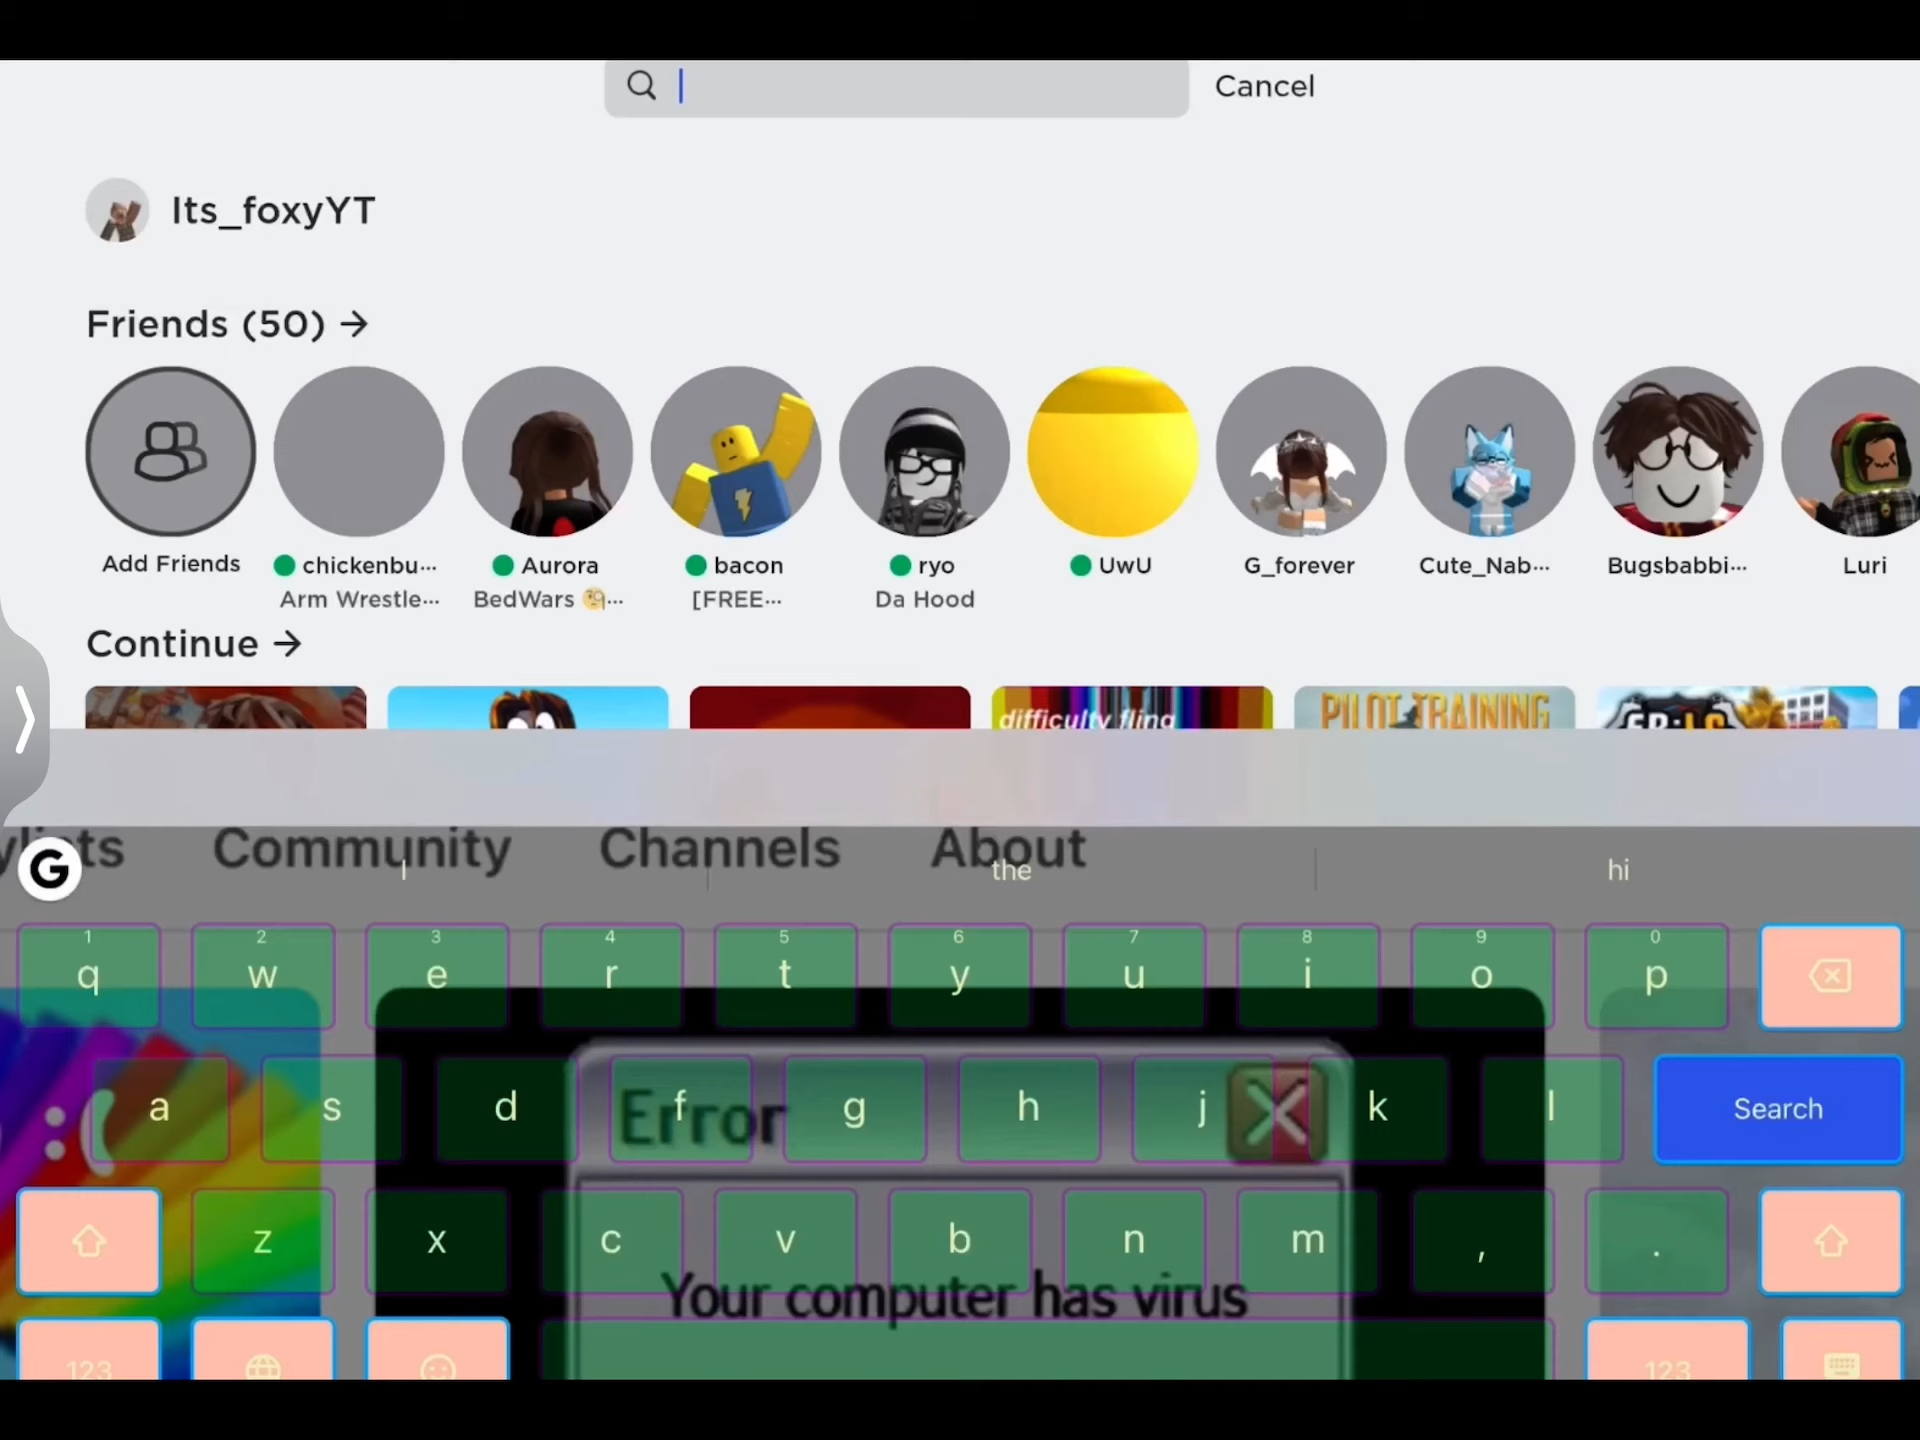 Cancel
Its_foxyYT
Friends (50) →
Add Friends
chickenbu...
Arm Wrestle...
Aurora
BedWars 🧐...
bacon
[FREE...
ryo
Da Hood
UwU
G_forever
Cute_Nab...
Bugsbabbi...
Luri
Continue →
difficulty fling
PILOT TRAINING
Community Channels About
G I the hi
1 2 3 4 5 6 7 8 9 0
q w e r t y u i o p
a s d f g h j k l Search
Error
z x c v b n m , .
Your computer has virus
123 123